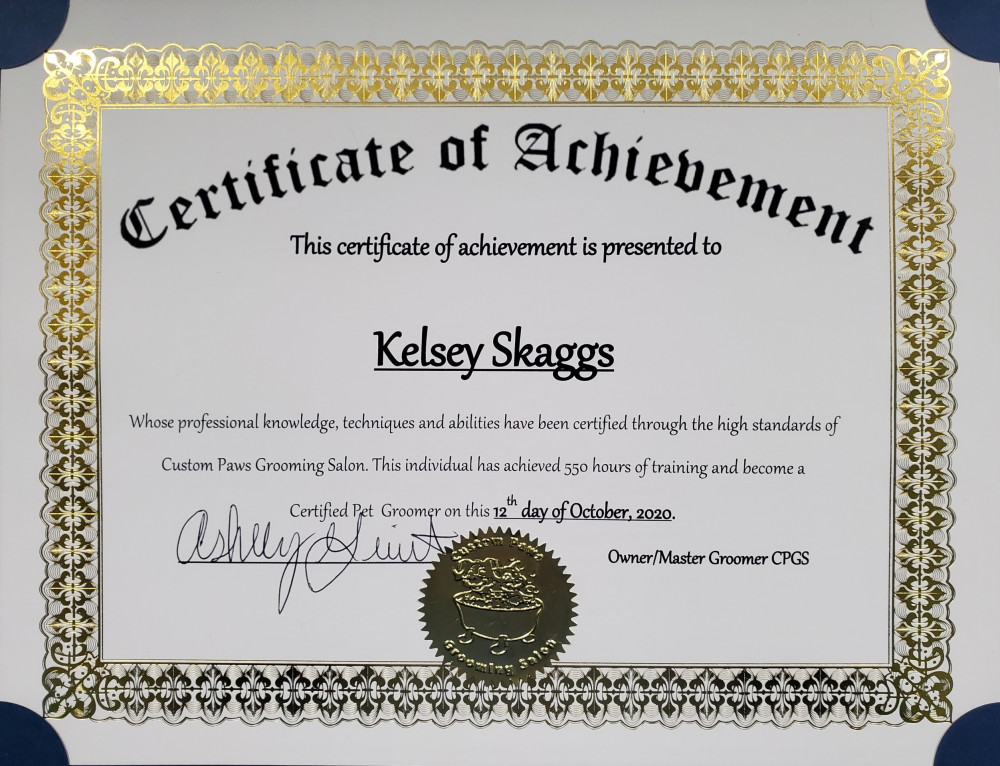 Certificate of Achievement
This certificate of achievement is presented to
Kelsey Skaggs
Whose professional knowledge, techniques and abilities have been certified through the high standards of
Custom Paws Grooming Salon. This individual has achieved 550 hours of training and become a
Certified Pet Groomer on this 12th day of October, 2020.
Ashley
Owner/Master Groomer CPGS
Custom Paws
Grooming Salon